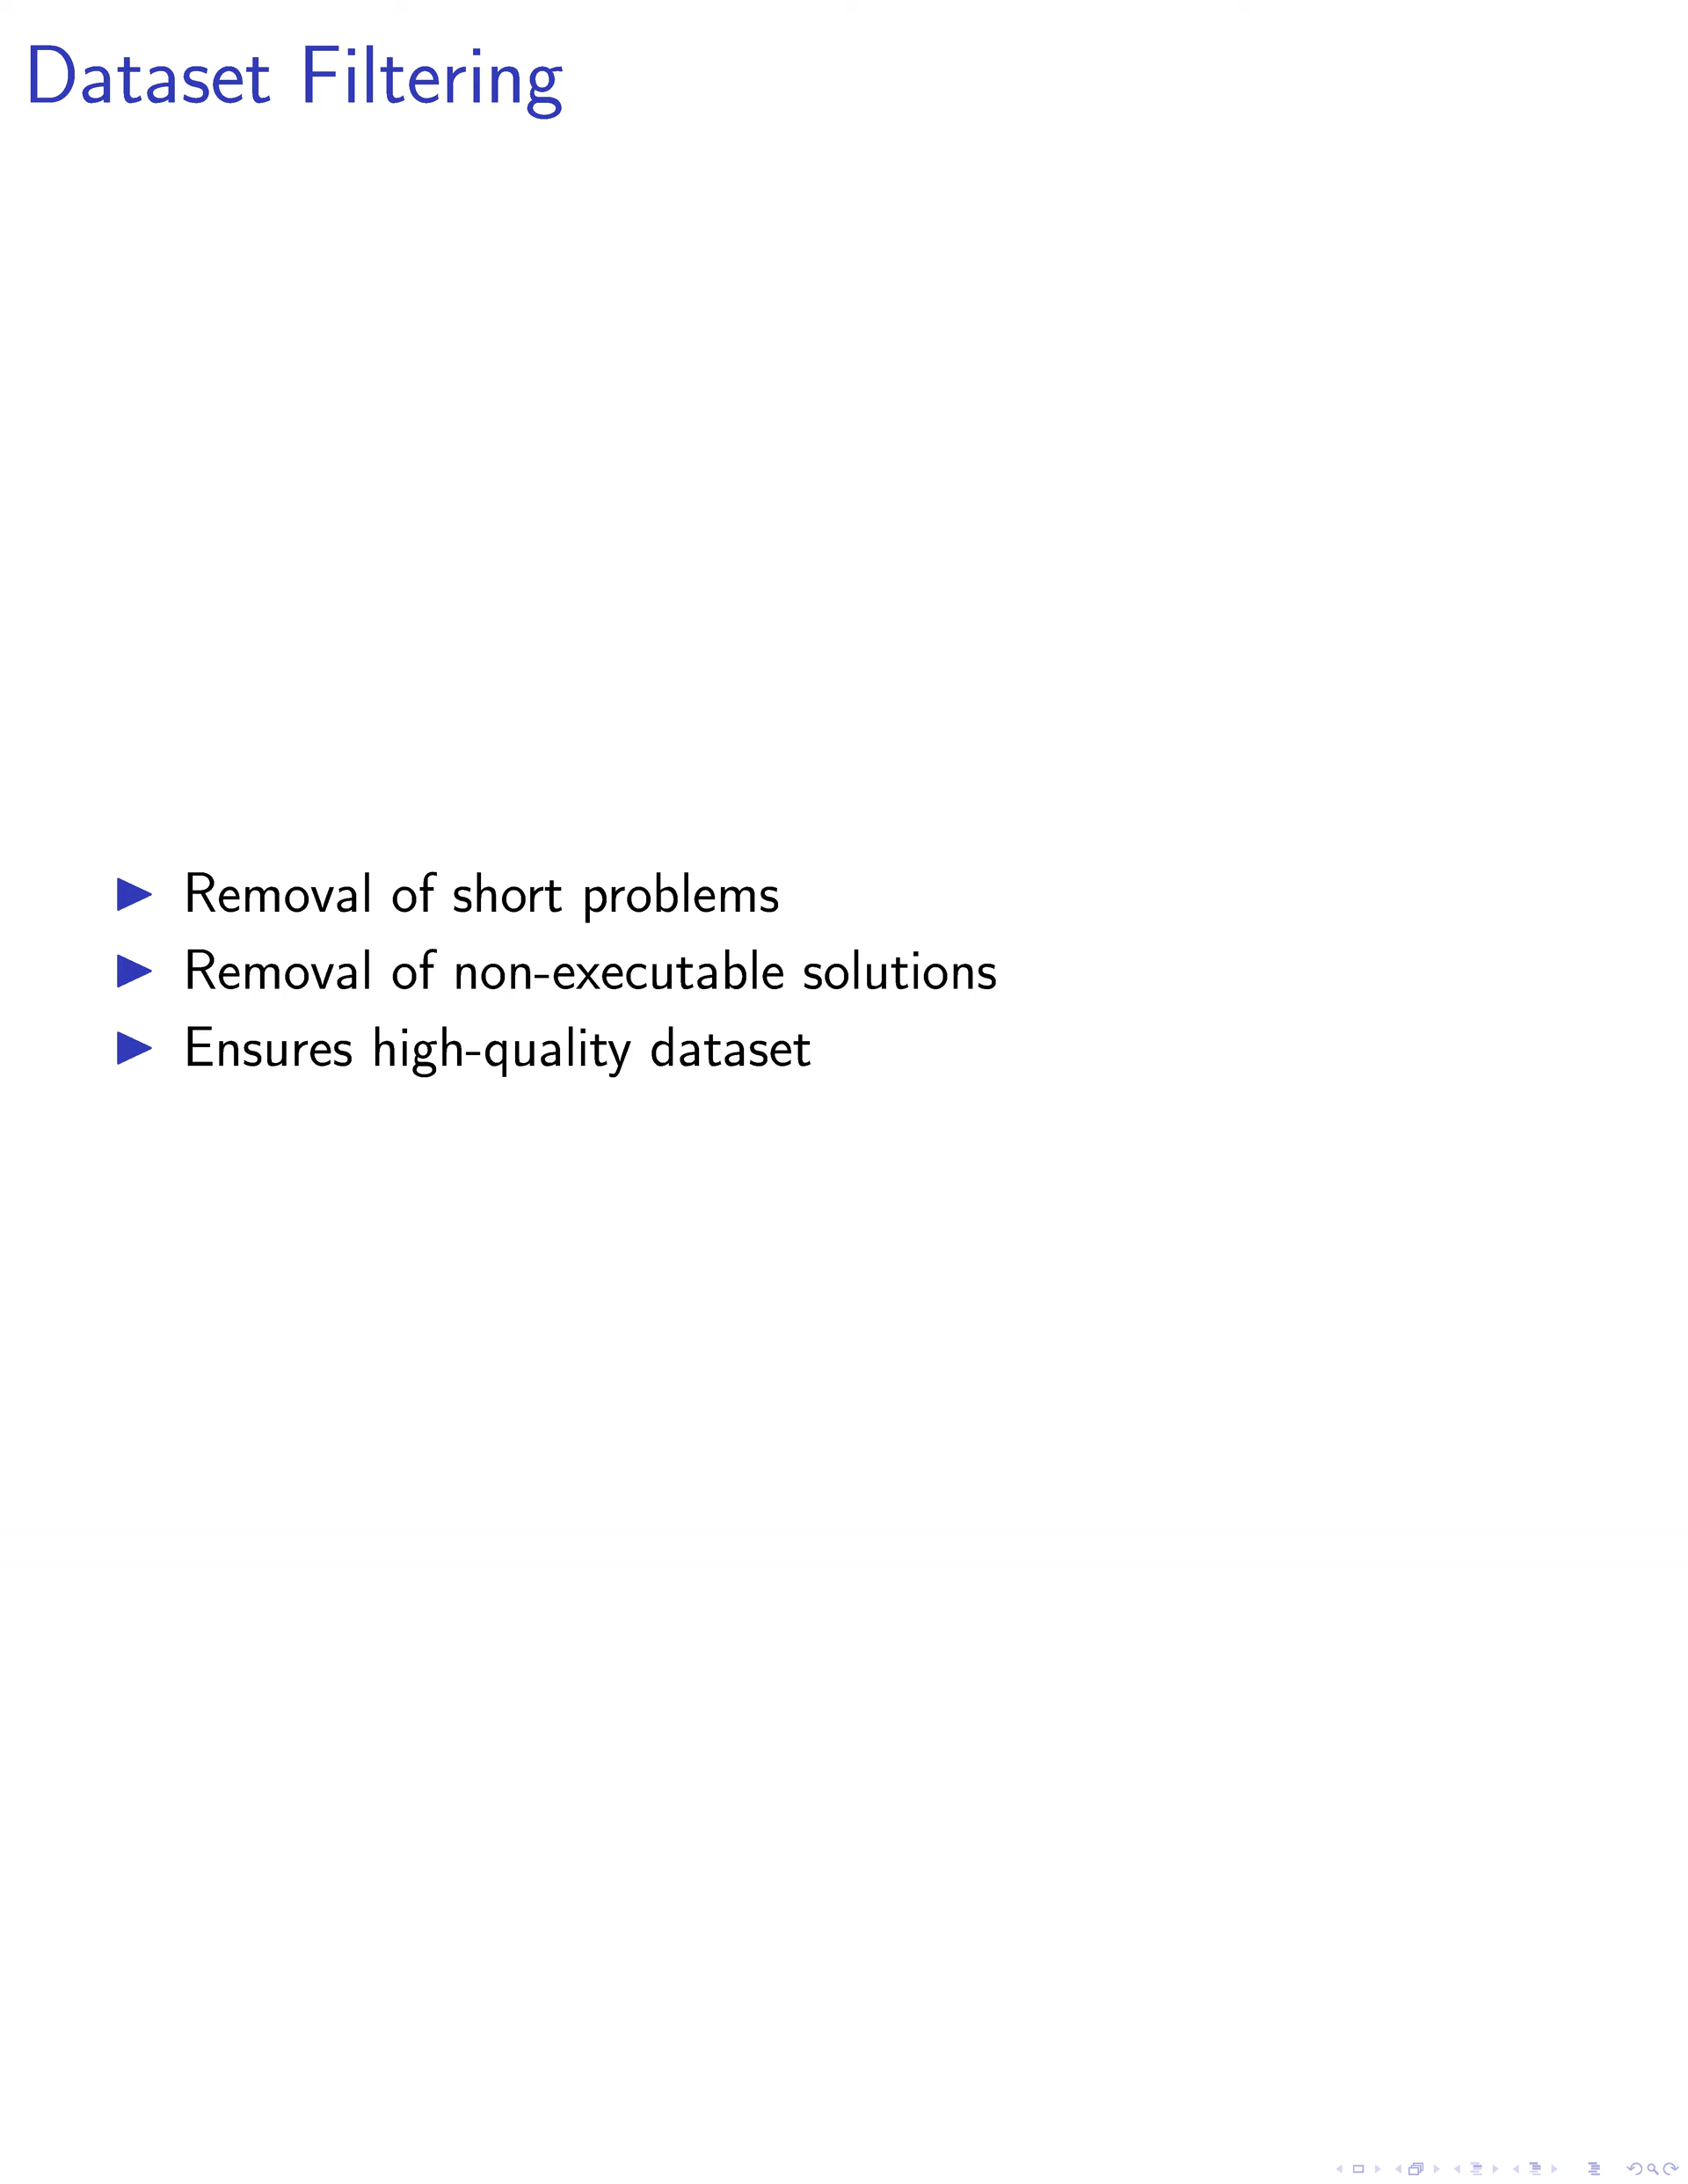 Dataset Filtering
Removal of short problems
Removal of non-executable solutions
Ensures high-quality dataset